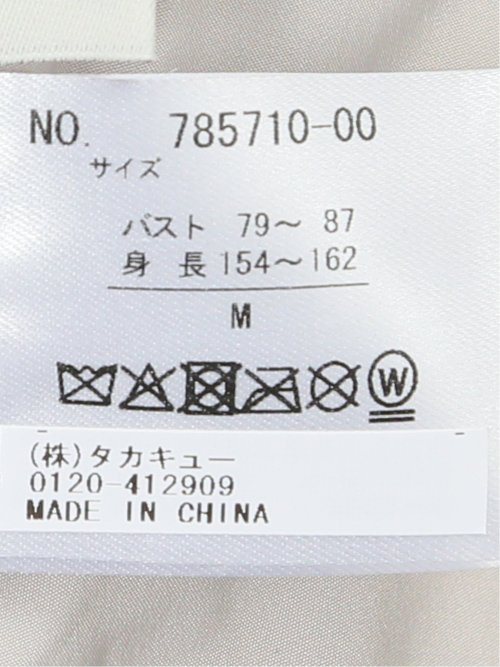 NO. 785710-00
サイズ
バスト 79～ 87
身 長 154～162
M
W
(株)タカキュー
0120-412909
MADE IN CHINA